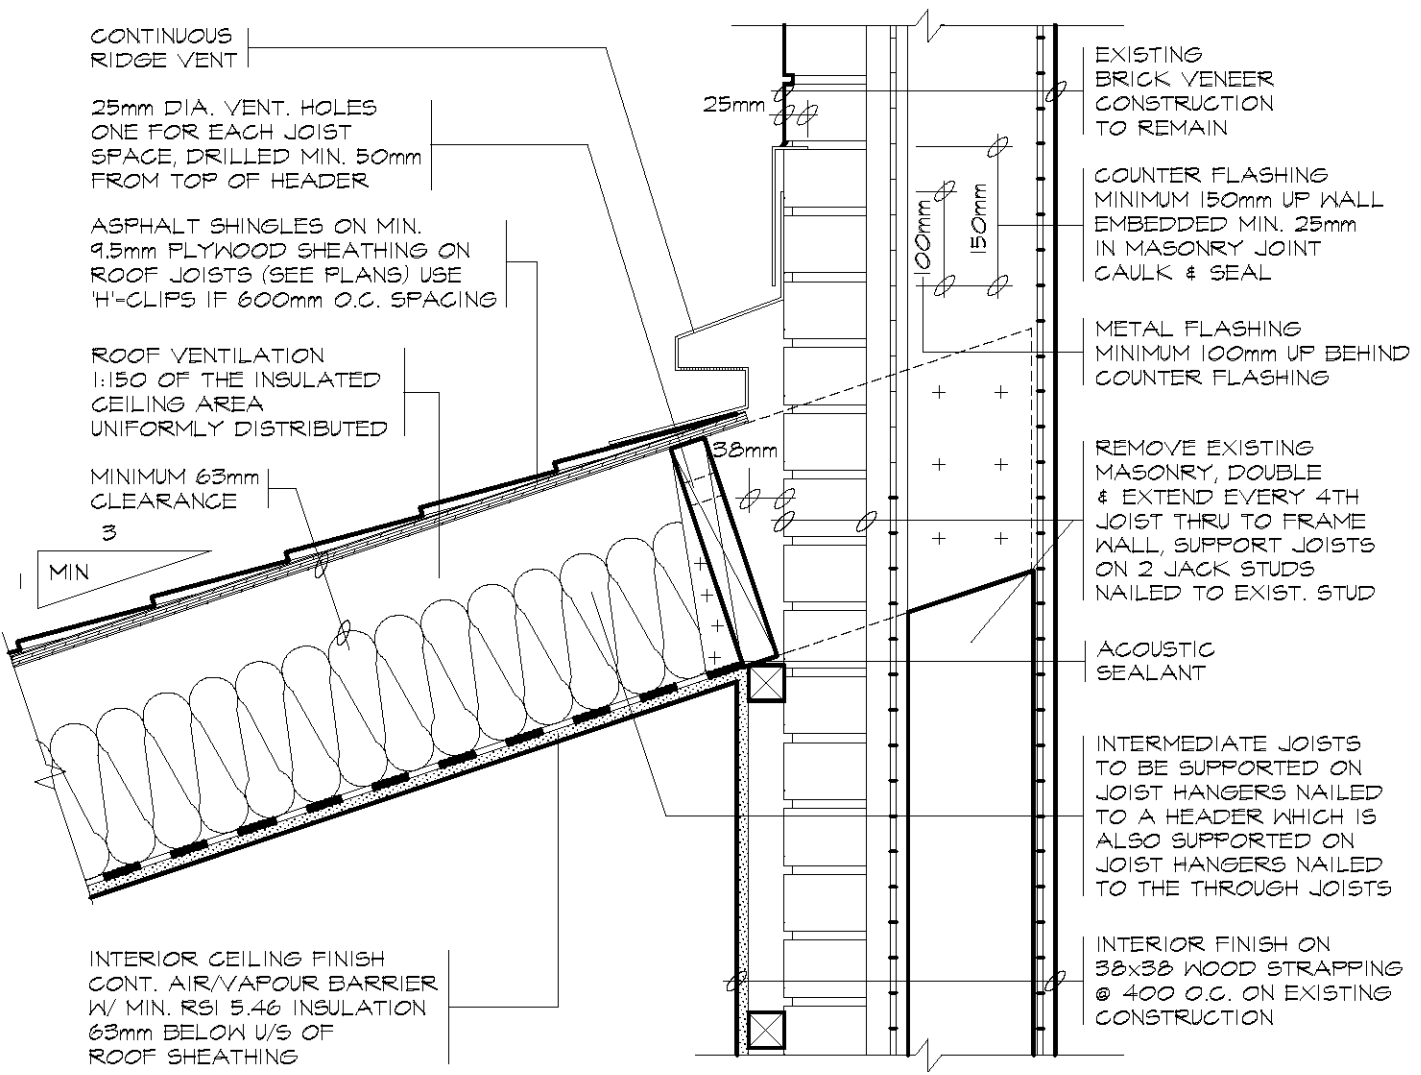 CONTINUOUS
RIDGE VENT
25mm DIA. VENT. HOLES
ONE FOR EACH JOIST
SPACE, DRILLED MIN. 50mm
FROM TOP OF HEADER
ASPHALT SHINGLES ON MIN.
9.5mm PLYWOOD SHEATHING ON
ROOF JOISTS (SEE PLANS) USE
'H'-CLIPS IF 600mm O.C. SPACING
ROOF VENTILATION
1:150 OF THE INSULATED
CEILING AREA
UNIFORMLY DISTRIBUTED
MINIMUM 63mm
CLEARANCE
3
1
MIN
INTERIOR CEILING FINISH
CONT. AIR/VAPOUR BARRIER
W/ MIN. RSI 5.46 INSULATION
63mm BELOW U/S OF
ROOF SHEATHING
25mm
100mm
150mm
38mm
EXISTING
BRICK VENEER
CONSTRUCTION
TO REMAIN
COUNTER FLASHING
MINIMUM 150mm UP WALL
EMBEDDED MIN. 25mm
IN MASONRY JOINT
CAULK & SEAL
METAL FLASHING
MINIMUM 100mm UP BEHIND
COUNTER FLASHING
REMOVE EXISTING
MASONRY, DOUBLE
& EXTEND EVERY 4TH
JOIST THRU TO FRAME
WALL, SUPPORT JOISTS
ON 2 JACK STUDS
NAILED TO EXIST. STUD
ACOUSTIC
SEALANT
INTERMEDIATE JOISTS
TO BE SUPPORTED ON
JOIST HANGERS NAILED
TO A HEADER WHICH IS
ALSO SUPPORTED ON
JOIST HANGERS NAILED
TO THE THROUGH JOISTS
INTERIOR FINISH ON
38x38 WOOD STRAPPING
@ 400 O.C. ON EXISTING
CONSTRUCTION